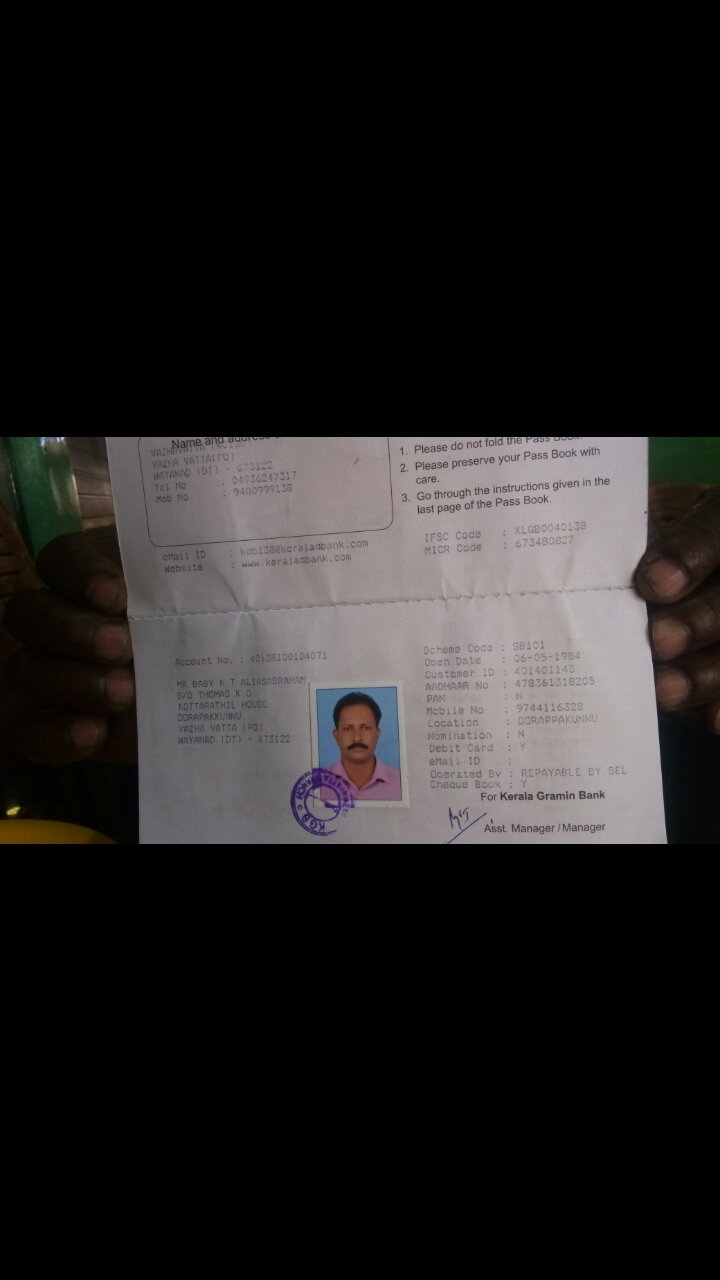 Name and address
VAZHAVATTA
VAZHA VATTA(PO)
WAYANAD (DT) - 673122
Tel No : 04936247317
Mob No : 9400999138
eMail ID : kgb138@keralagbank.com
Website : www.keralagbank.com
1. Please do not fold the Pass Book.
2. Please preserve your Pass Book with
care.
3. Go through the instructions given in the
last page of the Pass Book.
IFSC Code : KLGB0040138
MICR Code : 673480827
Account No. : 40138100104071
MR BABY K T ALIASABRAHAM
S/O THOMAS K O
KOTTARATHIL HOUSE
OORAPAKKUNNU
VAZHA VATTA (PO)
WAYANAD (DT) - 673122
Scheme Code : SB101
Open Date : 06-05-1984
Customer ID : 401401143
AADHAAR No : 478361318205
PAN : N
Mobile No : 9744116328
Location : OORAPPAKUNNU
Nomination : N
Debit Card : Y
eMail ID :
Operated By : REPAYABLE BY SEL
Cheque Book : Y
For Kerala Gramin Bank
Asst. Manager / Manager
KGB